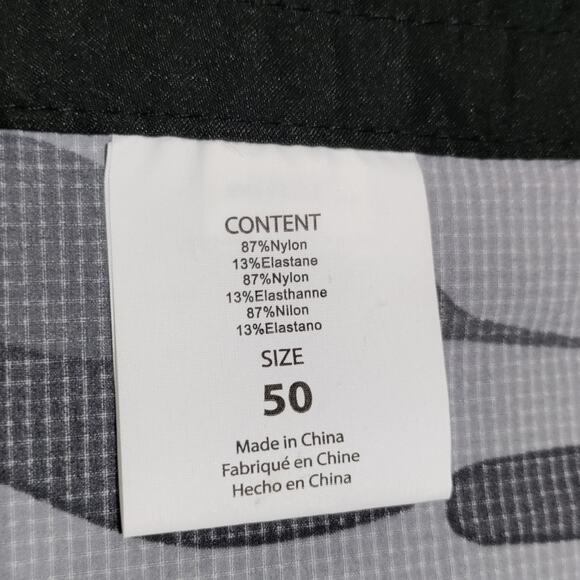 CONTENT
87%Nylon
13%Elastane
87%Nylon
13%Elasthanne
87%Nilon
13%Elastano
SIZE
50
Made in China
Fabriqué en Chine
Hecho en China